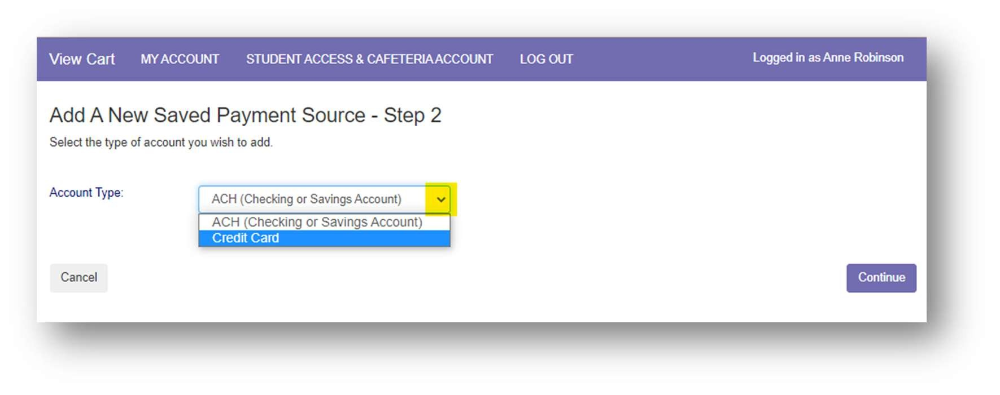 View Cart MY ACCOUNT STUDENT ACCESS & CAFETERIA ACCOUNT LOG OUT Logged in as Anne Robinson
Add A New Saved Payment Source - Step 2
Select the type of account you wish to add.
Account Type: ACH (Checking or Savings Account)
ACH (Checking or Savings Account)
Credit Card
Cancel Continue